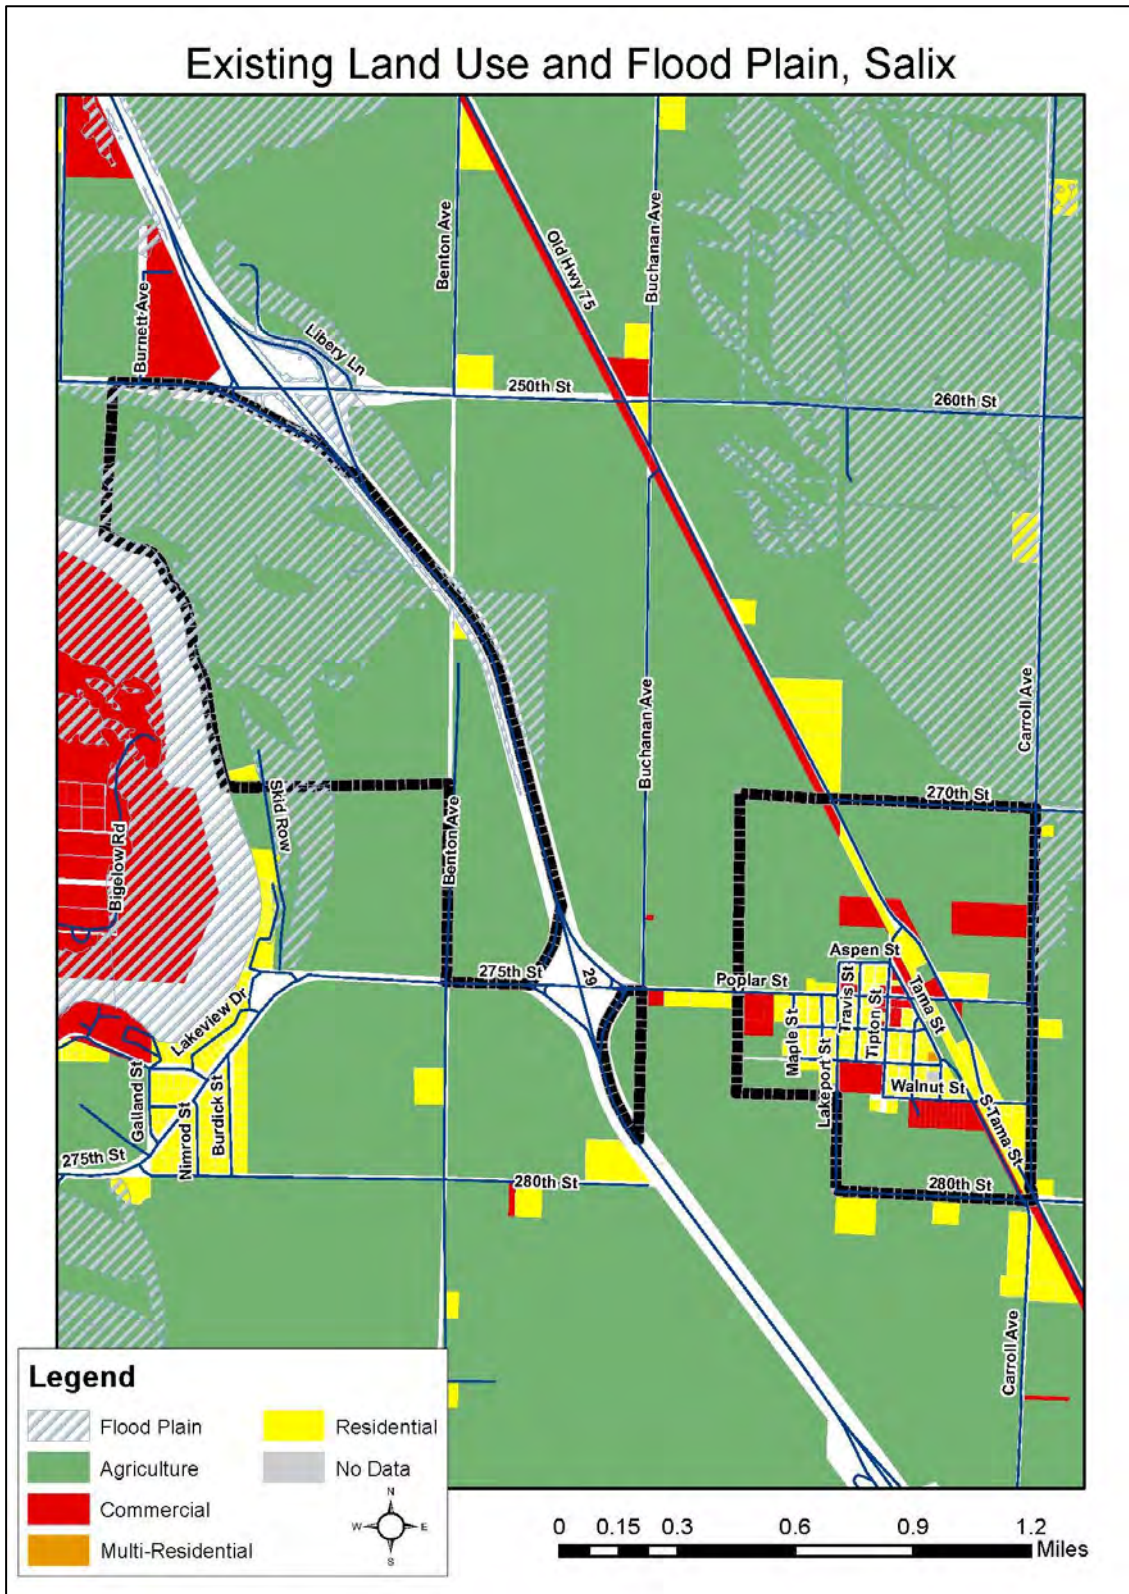 Existing Land Use and Flood Plain, Salix
Burnett Ave
Libery Ln
Benton Ave
Old Hwy 75
Buchanan Ave
250th St
260th St
Carroll Ave
Buchanan Ave
270th St
Skid Row
Benton Ave
Bigelow Rd
275th St
29
Poplar St
Aspen St
Travis St
Tipton St
Tama St
Maple St
Lakeport St
Walnut St
S Tama St
Lakeview Dr
Galland St
Nimrod St
Burdick St
275th St
280th St
280th St
Carroll Ave
Legend
Flood Plain
Residential
Agriculture
No Data
Commercial
Multi-Residential
N
W E
S
0 0.15 0.3 0.6 0.9 1.2
Miles